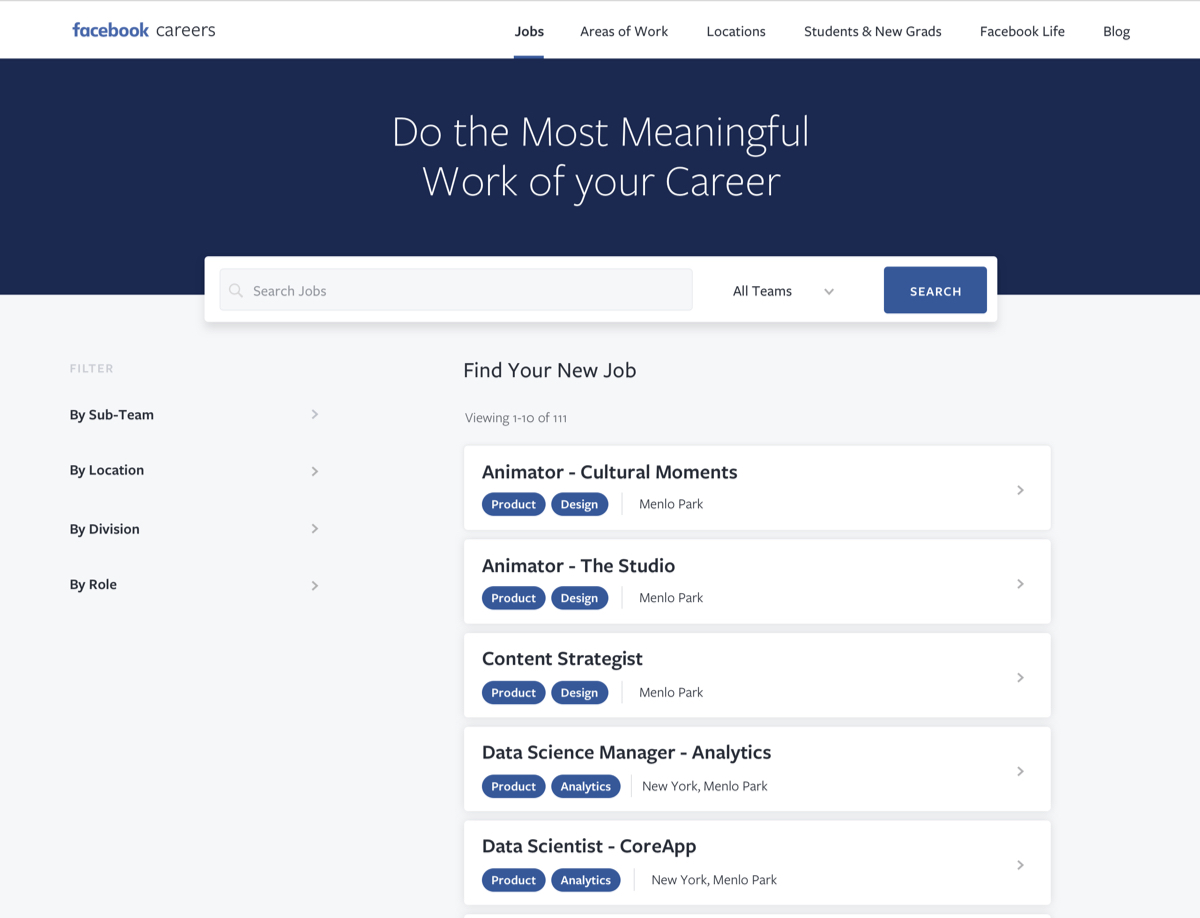 facebook careers
Jobs
Areas of Work
Locations
Students & New Grads
Facebook Life
Blog
Do the Most Meaningful
Work of your Career
Search Jobs
All Teams
SEARCH
FILTER
By Sub-Team
By Location
By Division
By Role
Find Your New Job
Viewing 1-10 of 111
Animator - Cultural Moments
Product Design Menlo Park
Animator - The Studio
Product Design Menlo Park
Content Strategist
Product Design Menlo Park
Data Science Manager - Analytics
Product Analytics New York, Menlo Park
Data Scientist - CoreApp
Product Analytics New York, Menlo Park